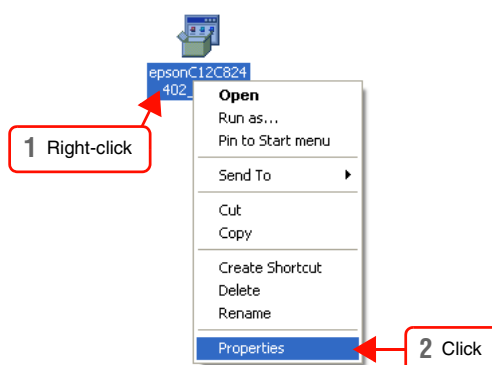 epsonC12C824
402_
1 Right-click
Open
Run as...
Pin to Start menu
Send To
Cut
Copy
Create Shortcut
Delete
Rename
Properties
2 Click